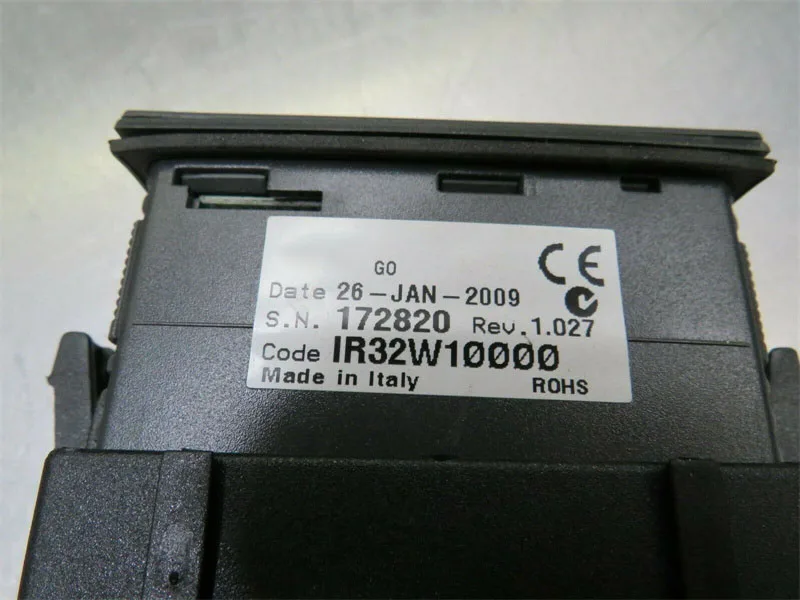 CE
GO
Date 26-JAN-2009
S.N. 172820 Rev.1.027
Code IR32W10000
Made in Italy ROHS